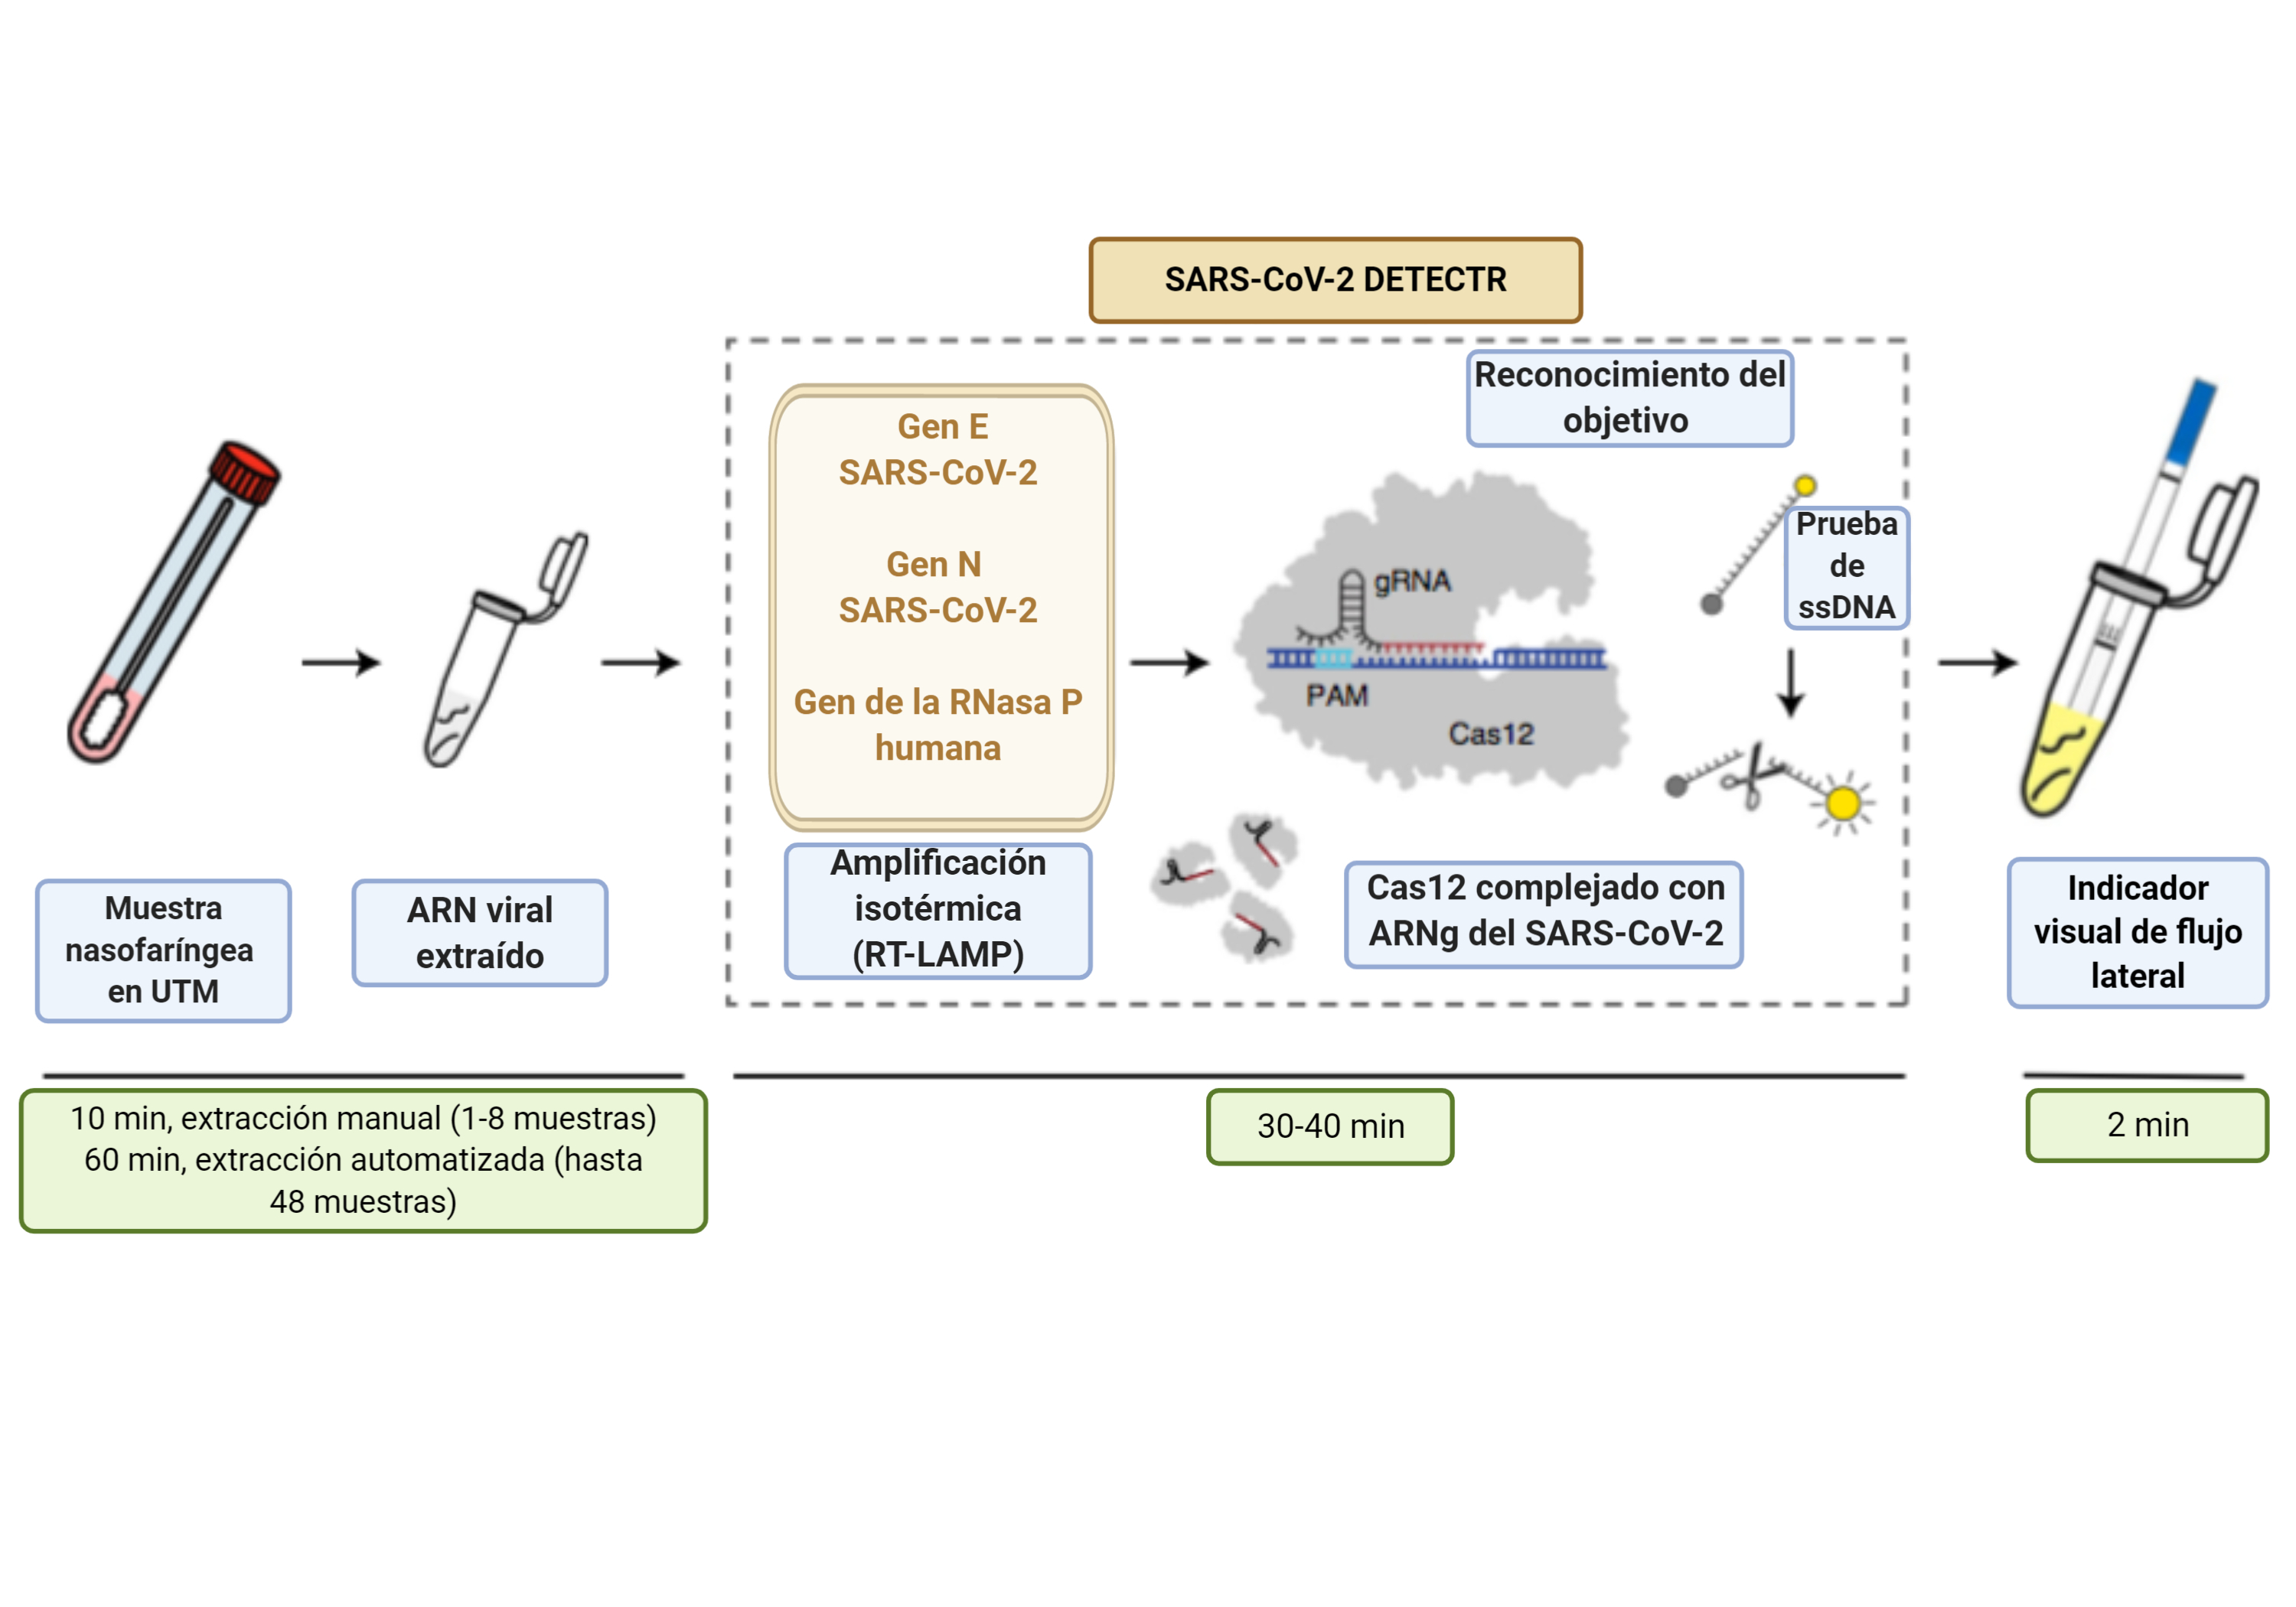 SARS-CoV-2 DETECTR
Reconocimiento del
objetivo
Gen E
SARS-CoV-2
Gen N
SARS-CoV-2
Gen de la RNasa P
humana
gRNA
PAM
Cas12
Prueba
de
ssDNA
Muestra
nasofaríngea
en UTM
ARN viral
extraído
Amplificación
isotérmica
(RT-LAMP)
Cas12 complejado con
ARNg del SARS-CoV-2
Indicador
visual de flujo
lateral
10 min, extracción manual (1-8 muestras)
60 min, extracción automatizada (hasta
48 muestras)
30-40 min
2 min